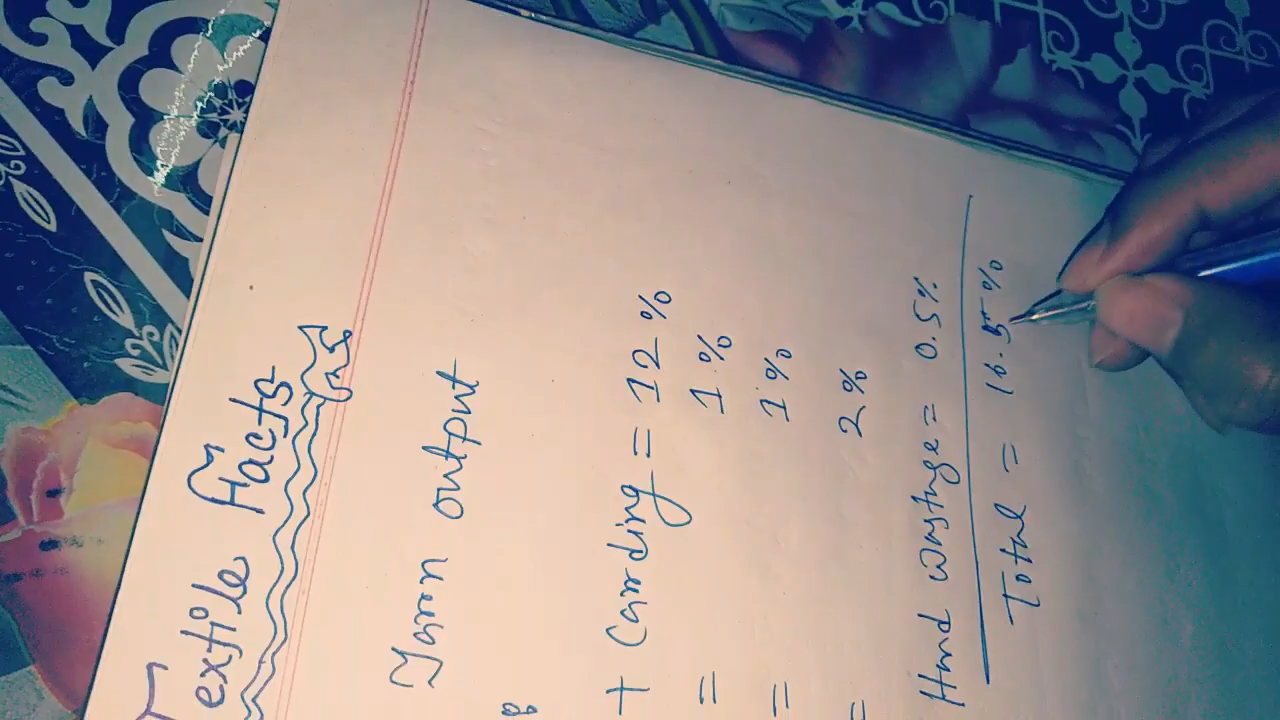 Textile Facts
Yarn output
+ Carding = 12%
= 1%
= 1%
= 2%
Hand Wastage = 0.5%
Total = 16.5%